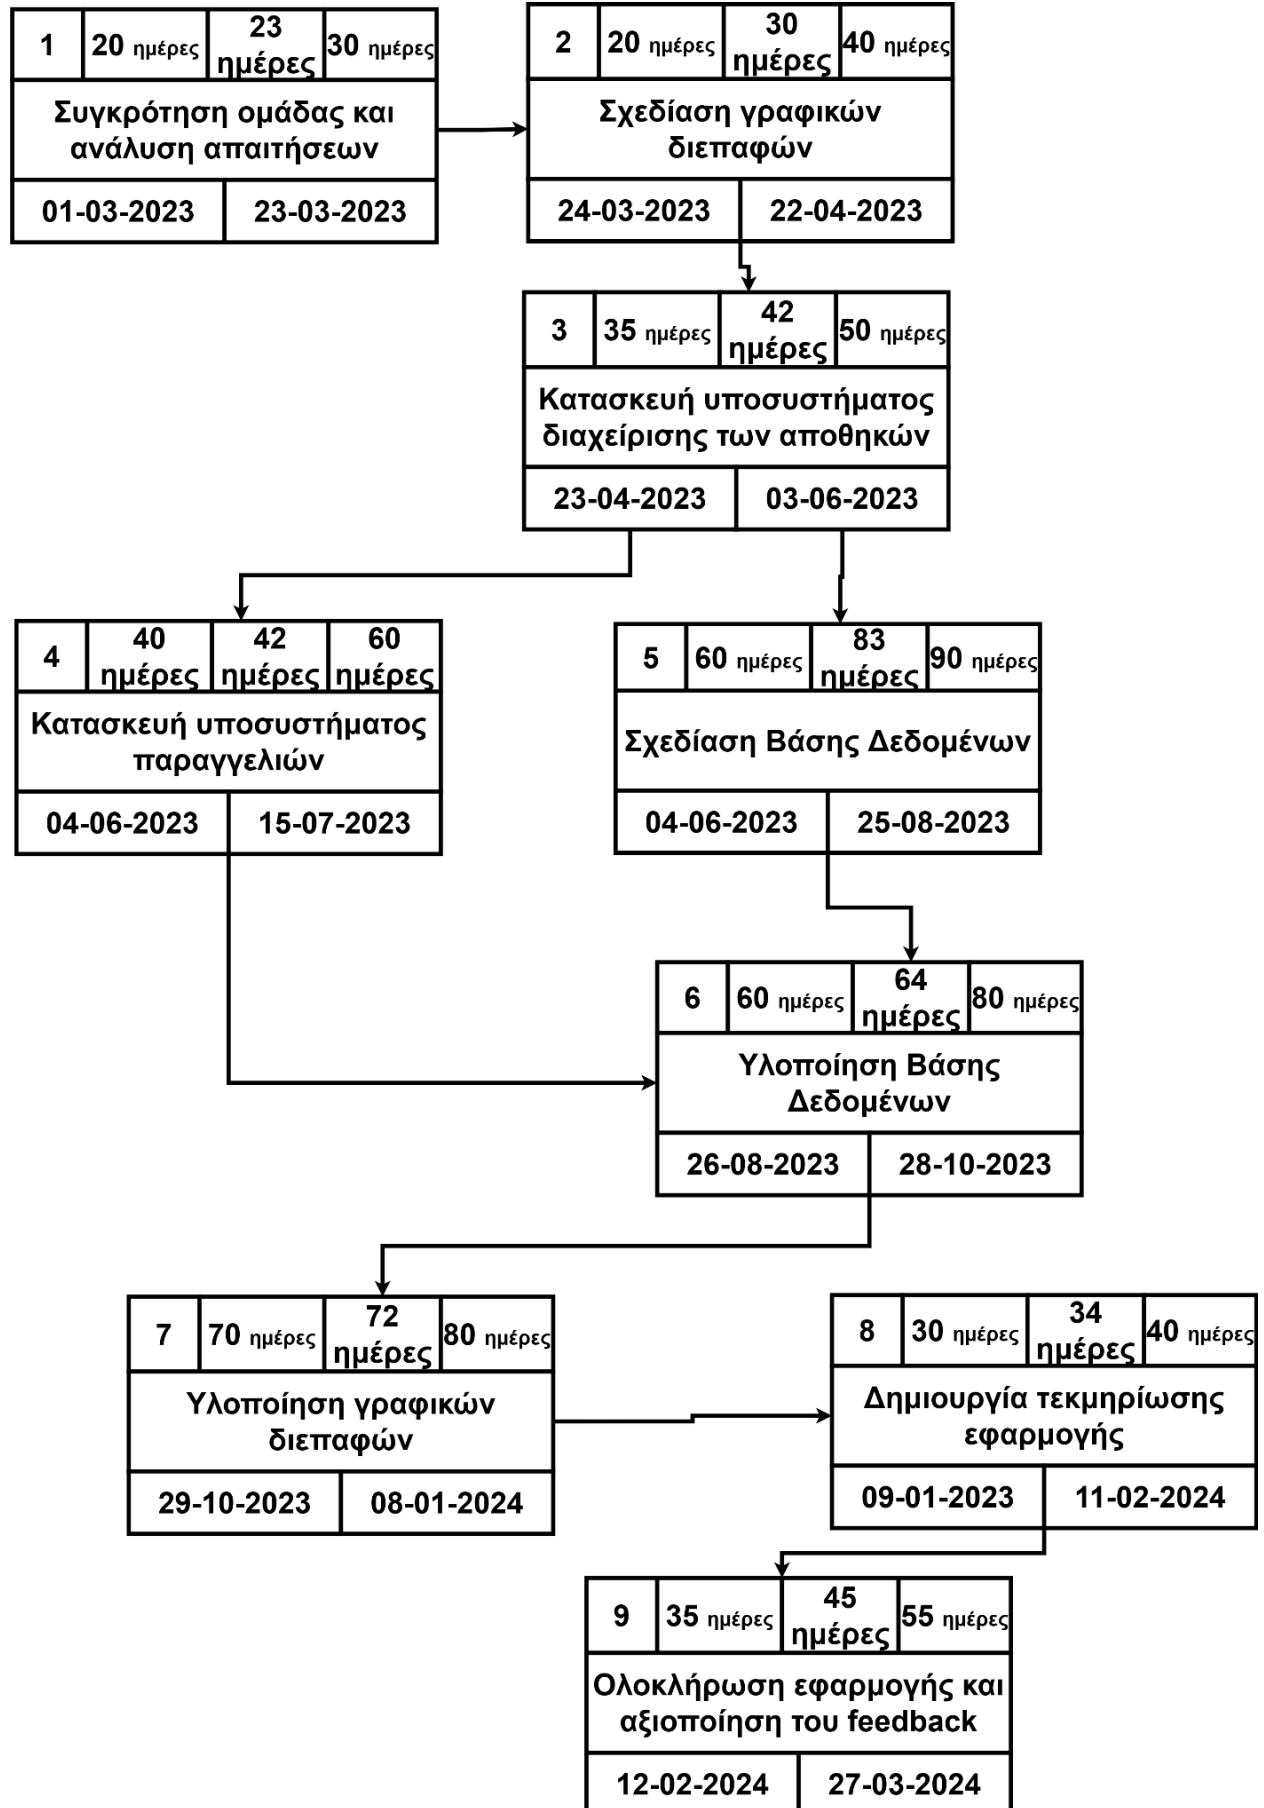 1 20 ημέρες 23 ημέρες 30 ημέρες
Συγκρότηση ομάδας και
ανάλυση απαιτήσεων
01-03-2023 23-03-2023
2 20 ημέρες 30 ημέρες 40 ημέρες
Σχεδίαση γραφικών
διεπαφών
24-03-2023 22-04-2023
3 35 ημέρες 42 ημέρες 50 ημέρες
Κατασκευή υποσυστήματος
διαχείρισης των αποθηκών
23-04-2023 03-06-2023
4 40 ημέρες 42 ημέρες 60 ημέρες
Κατασκευή υποσυστήματος
παραγγελιών
04-06-2023 15-07-2023
5 60 ημέρες 83 ημέρες 90 ημέρες
Σχεδίαση Βάσης Δεδομένων
04-06-2023 25-08-2023
6 60 ημέρες 64 ημέρες 80 ημέρες
Υλοποίηση Βάσης
Δεδομένων
26-08-2023 28-10-2023
7 70 ημέρες 72 ημέρες 80 ημέρες
Υλοποίηση γραφικών
διεπαφών
29-10-2023 08-01-2024
8 30 ημέρες 34 ημέρες 40 ημέρες
Δημιουργία τεκμηρίωσης
εφαρμογής
09-01-2023 11-02-2024
9 35 ημέρες 45 ημέρες 55 ημέρες
Ολοκλήρωση εφαρμογής και
αξιοποίηση του feedback
12-02-2024 27-03-2024